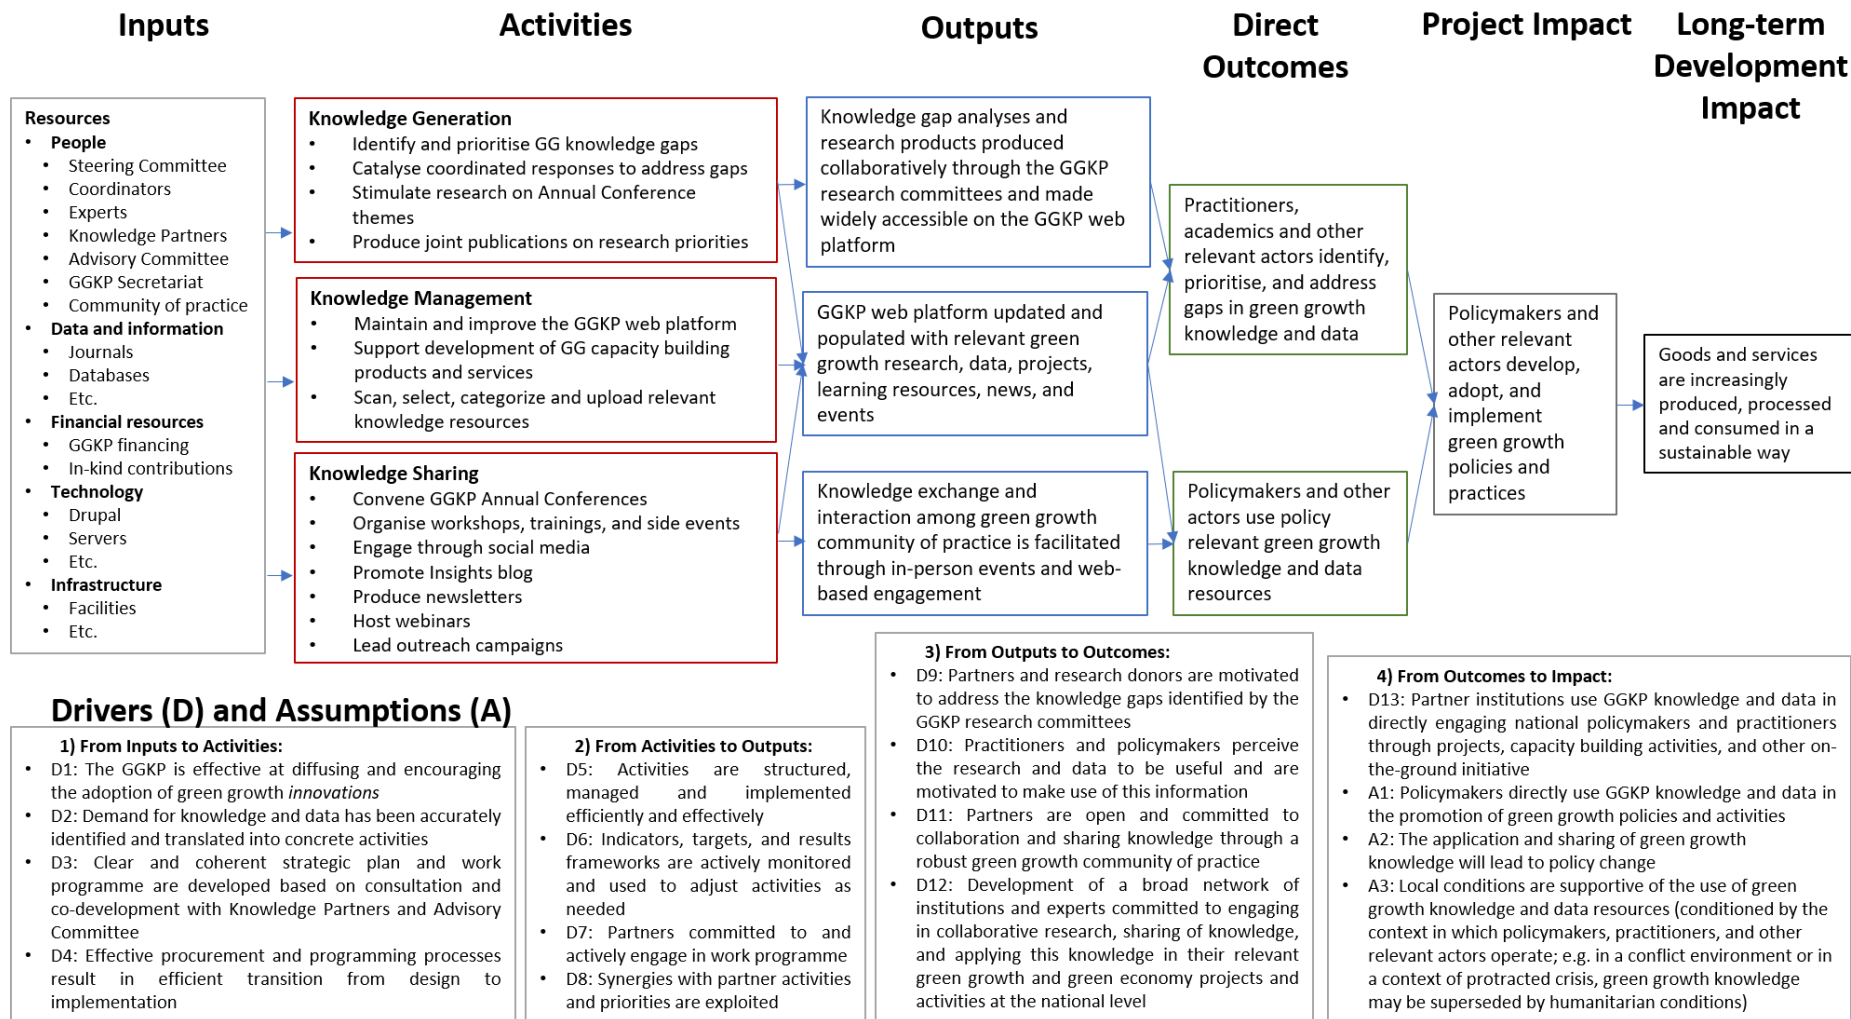 Inputs
Activities
Outputs
Direct
Outcomes
Project Impact
Long-term
Development
Impact
Resources
• People
• Steering Committee
• Coordinators
• Experts
• Knowledge Partners
• Advisory Committee
• GGKP Secretariat
• Community of practice
• Data and information
• Journals
• Databases
• Etc.
• Financial resources
• GGKP financing
• In-kind contributions
• Technology
• Drupal
• Servers
• Etc.
• Infrastructure
• Facilities
• Etc.
Knowledge Generation
• Identify and prioritise GG knowledge gaps
• Catalyse coordinated responses to address gaps
• Stimulate research on Annual Conference
themes
• Produce joint publications on research priorities
Knowledge Management
• Maintain and improve the GGKP web platform
• Support development of GG capacity building
products and services
• Scan, select, categorize and upload relevant
knowledge resources
Knowledge Sharing
• Convene GGKP Annual Conferences
• Organise workshops, trainings, and side events
• Engage through social media
• Promote Insights blog
• Produce newsletters
• Host webinars
• Lead outreach campaigns
Knowledge gap analyses and
research products produced
collaboratively through the GGKP
research committees and made
widely accessible on the GGKP web
platform
GGKP web platform updated and
populated with relevant green
growth research, data, projects,
learning resources, news, and
events
Knowledge exchange and
interaction among green growth
community of practice is facilitated
through in-person events and web-
based engagement
Practitioners,
academics and other
relevant actors identify,
prioritise, and address
gaps in green growth
knowledge and data
Policymakers and other
actors use policy
relevant green growth
knowledge and data
resources
Policymakers and
other relevant
actors develop,
adopt, and
implement
green growth
policies and
practices
Goods and services
are increasingly
produced, processed
and consumed in a
sustainable way
Drivers (D) and Assumptions (A)
1) From Inputs to Activities:
• D1: The GGKP is effective at diffusing and encouraging
the adoption of green growth innovations
• D2: Demand for knowledge and data has been accurately
identified and translated into concrete activities
• D3: Clear and coherent strategic plan and work
programme are developed based on consultation and
co-development with Knowledge Partners and Advisory
Committee
• D4: Effective procurement and programming processes
result in efficient transition from design to
implementation
2) From Activities to Outputs:
• D5: Activities are structured,
managed and implemented
efficiently and effectively
• D6: Indicators, targets, and results
frameworks are actively monitored
and used to adjust activities as
needed
• D7: Partners committed to and
actively engage in work programme
• D8: Synergies with partner activities
and priorities are exploited
3) From Outputs to Outcomes:
• D9: Partners and research donors are motivated
to address the knowledge gaps identified by the
GGKP research committees
• D10: Practitioners and policymakers perceive
the research and data to be useful and are
motivated to make use of this information
• D11: Partners are open and committed to
collaboration and sharing knowledge through a
robust green growth community of practice
• D12: Development of a broad network of
institutions and experts committed to engaging
in collaborative research, sharing of knowledge,
and applying this knowledge in their relevant
green growth and green economy projects and
activities at the national level
4) From Outcomes to Impact:
• D13: Partner institutions use GGKP knowledge and data in
directly engaging national policymakers and practitioners
through projects, capacity building activities, and other on-
the-ground initiative
• A1: Policymakers directly use GGKP knowledge and data in
the promotion of green growth policies and activities
• A2: The application and sharing of green growth
knowledge will lead to policy change
• A3: Local conditions are supportive of the use of green
growth knowledge and data resources (conditioned by the
context in which policymakers, practitioners, and other
relevant actors operate; e.g. in a conflict environment or in
a context of protracted crisis, green growth knowledge
may be superseded by humanitarian conditions)